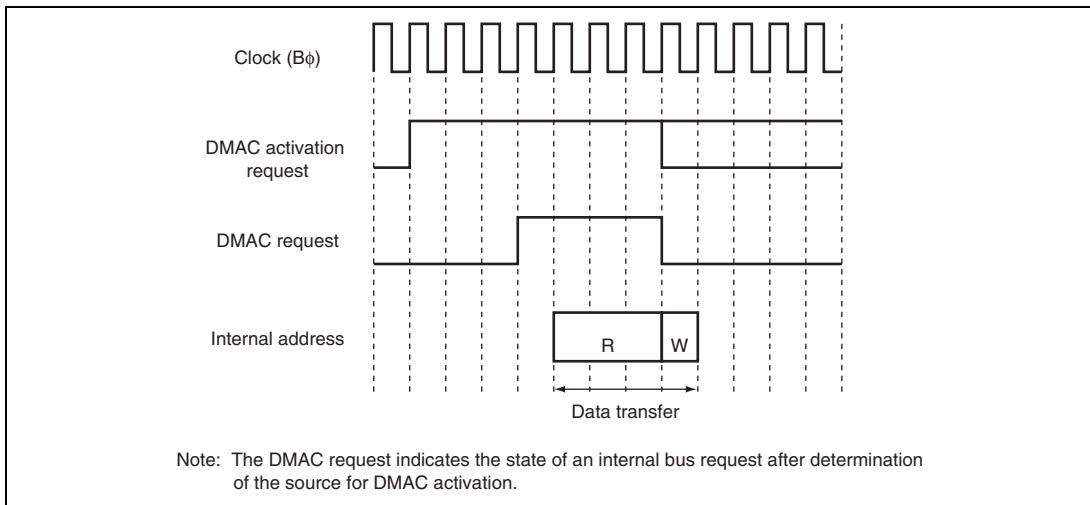 Clock (Bϕ)
DMAC activation
request
DMAC request
Internal address
R
W
Data transfer
Note: The DMAC request indicates the state of an internal bus request after determination
of the source for DMAC activation.